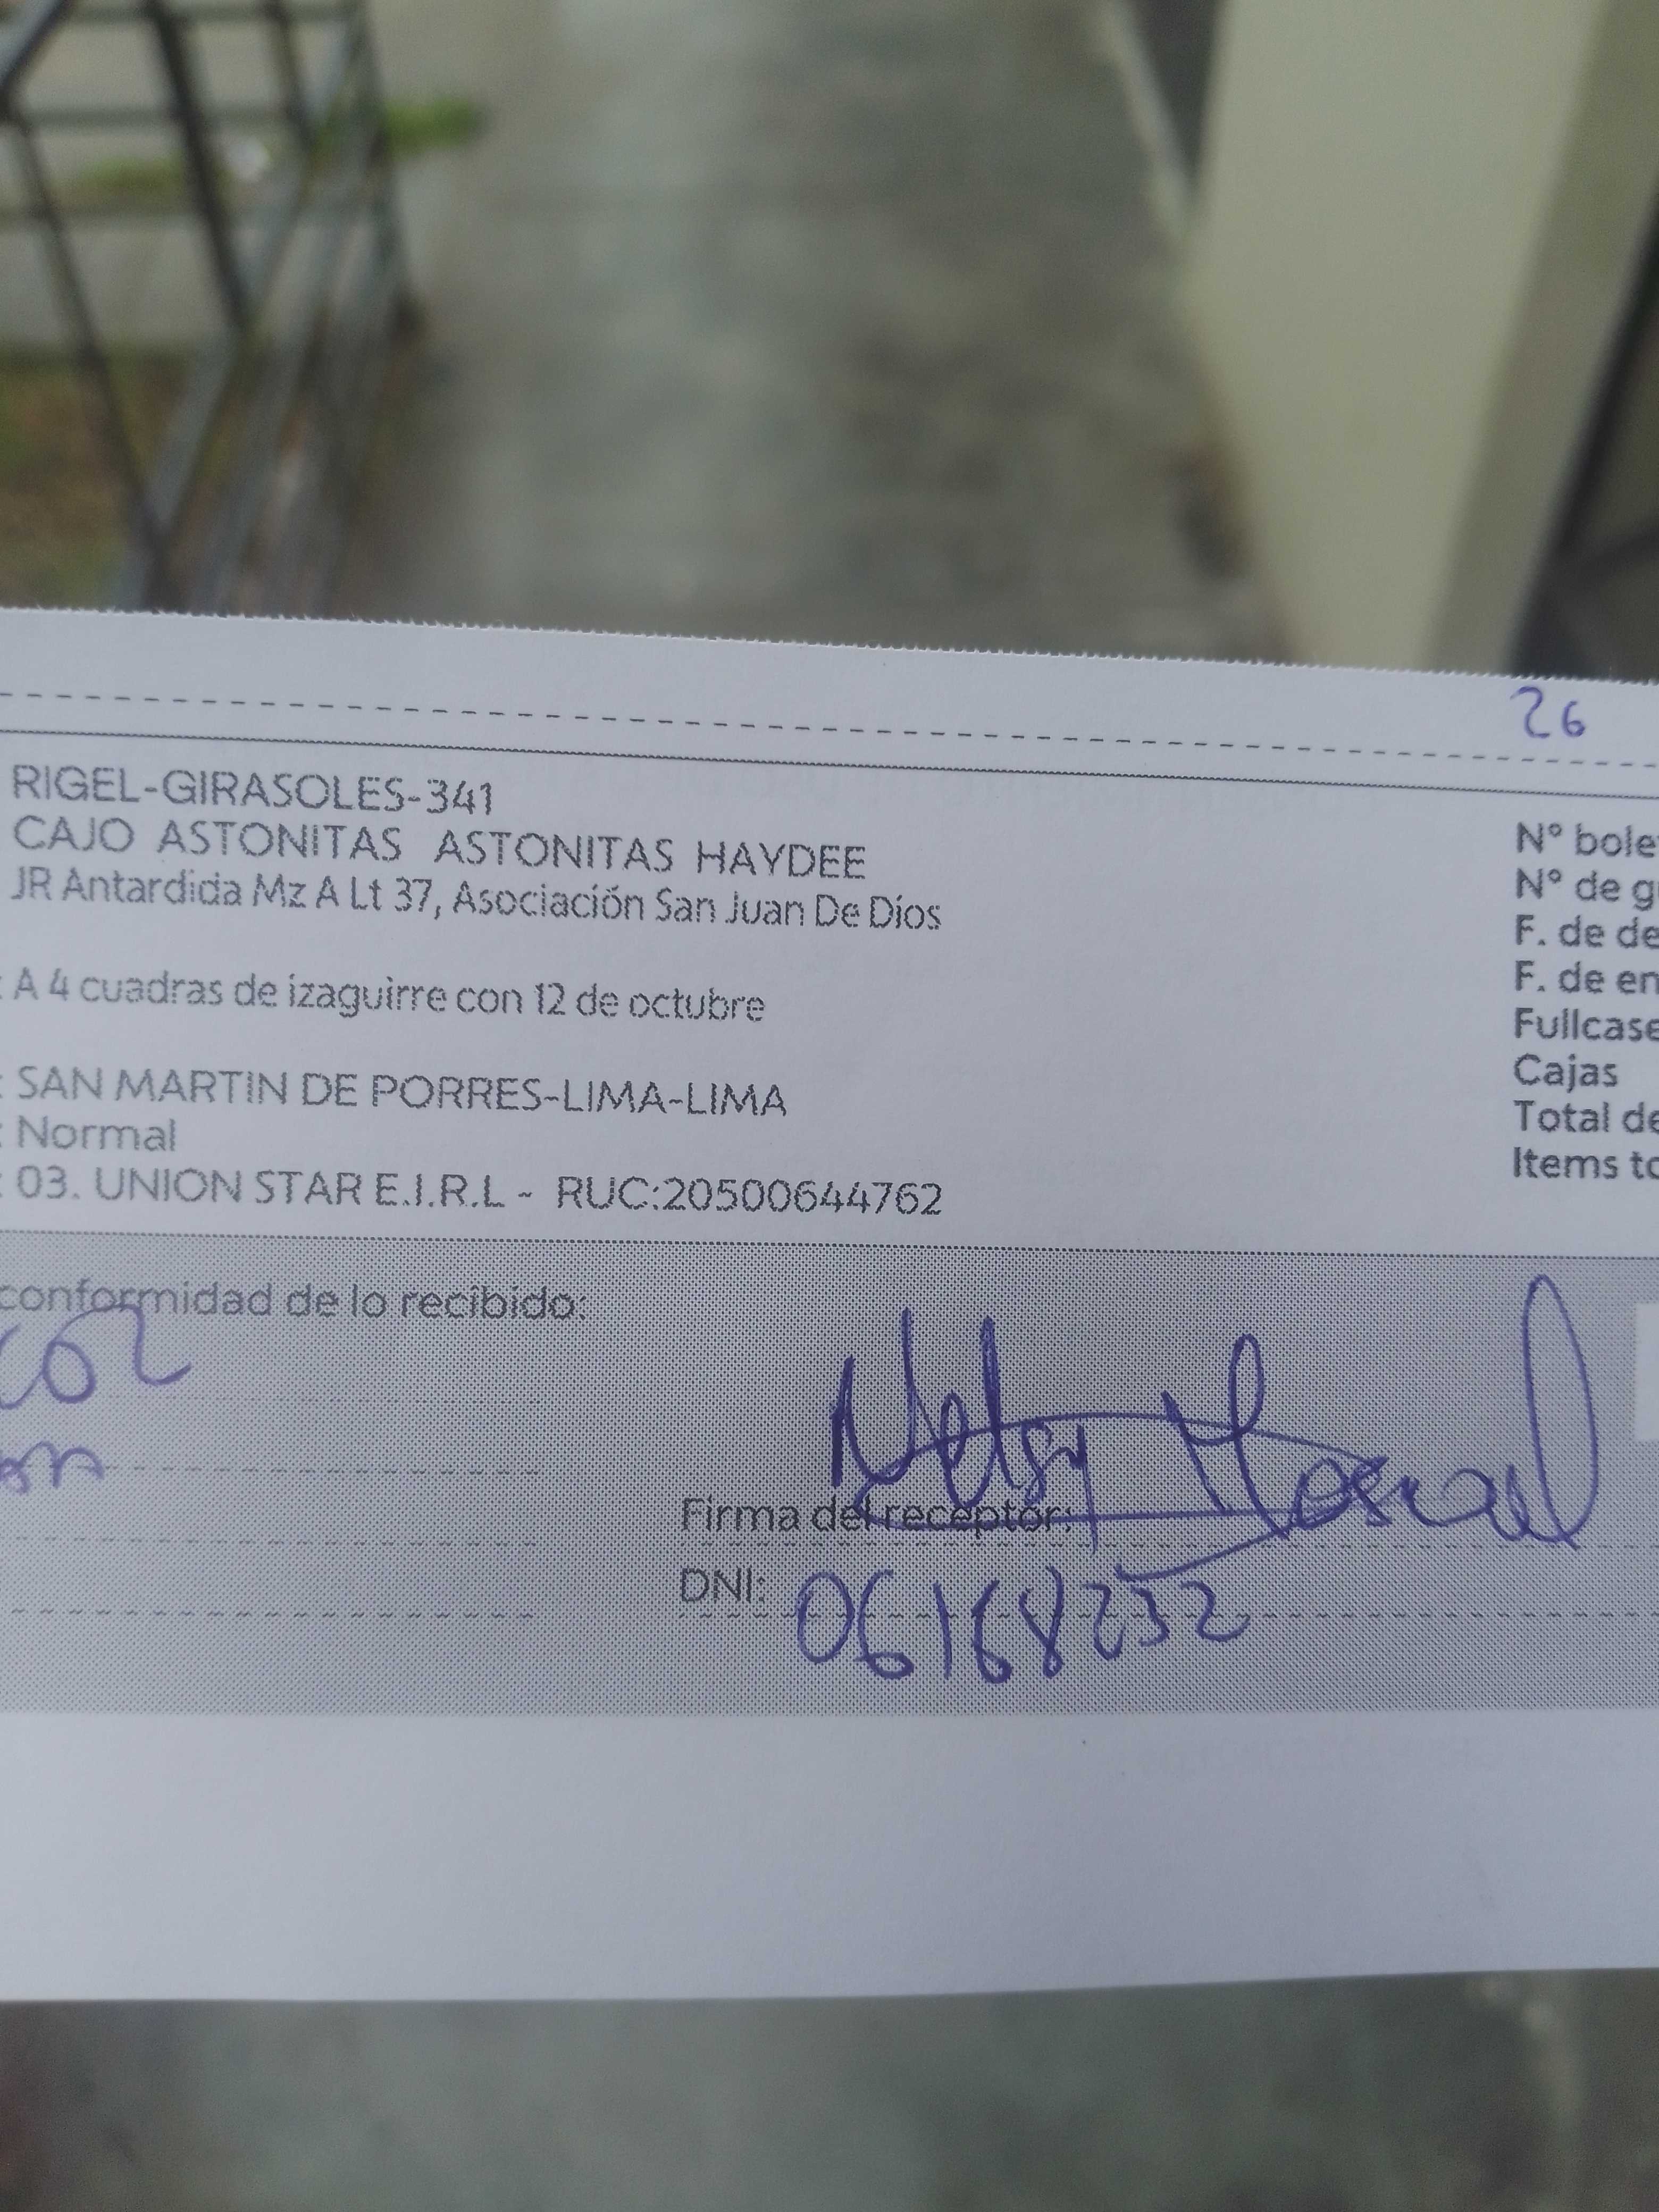 26
RIGEL-GIRASOLES-341
CAJO ASTONITAS ASTONITAS HAYDEE
JR Antardida Mz A Lt 37, Asociación San Juan De Dios
: A 4 cuadras de izaguirre con 12 de octubre
: SAN MARTIN DE PORRES-LIMA-LIMA
: Normal
: 03. UNION STAR E.I.R.L - RUC:20500644762
N° bole
N° de g
F. de de
F. de en
Fullcase
Cajas
Total de
Items to
conformidad de lo recibido:
Firma del receptor:
DNI: 06168232